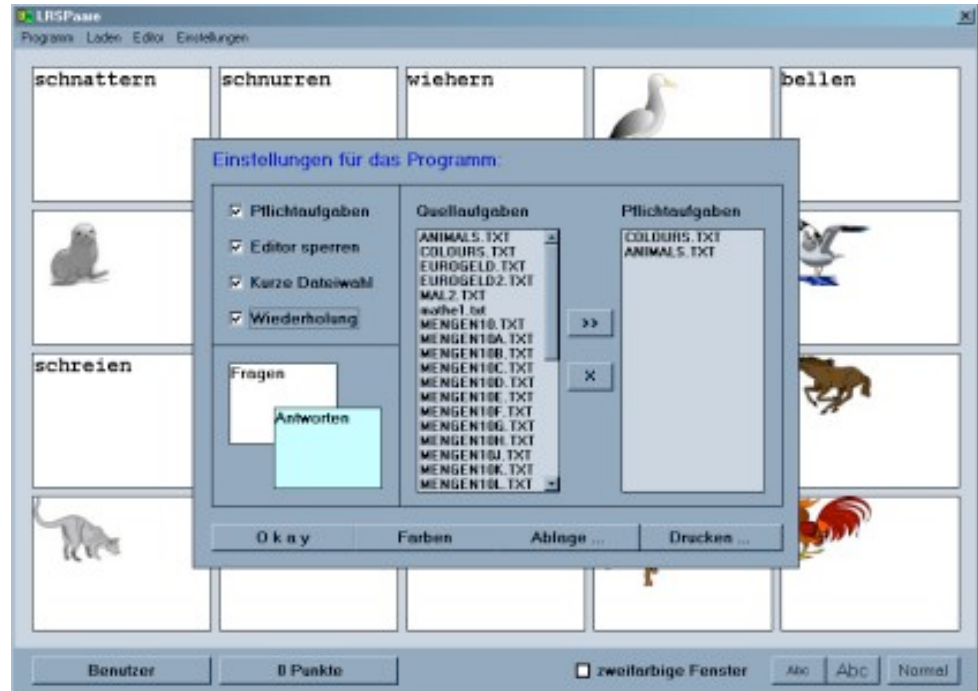 LRSPaare
Programm Laden Editor Einstellungen
schnattern schnurren wiehern bellen
Einstellungen für das Programm:
Pflichtaufgaben
Editor sperren
Kurze Dateiwahl
Wiederholung
Fragen
Antworten
Quellaufgaben
ANIMALS.TXT
COLOURS.TXT
EUROGELD.TXT
EUROGELD2.TXT
MAL2.TXT
mathe1.txt
MENGEN10.TXT
MENGEN10A.TXT
MENGEN10B.TXT
MENGEN10C.TXT
MENGEN10D.TXT
MENGEN10E.TXT
MENGEN10F.TXT
MENGEN10G.TXT
MENGEN10H.TXT
MENGEN10J.TXT
MENGEN10K.TXT
MENGEN10L.TXT
>>
x
Pflichtaufgaben
COLOURS.TXT
ANIMALS.TXT
schreien
Okay Farben Ablage ... Drucken ...
Benutzer 0 Punkte zweifarbige Fenster Abc Abc Normal